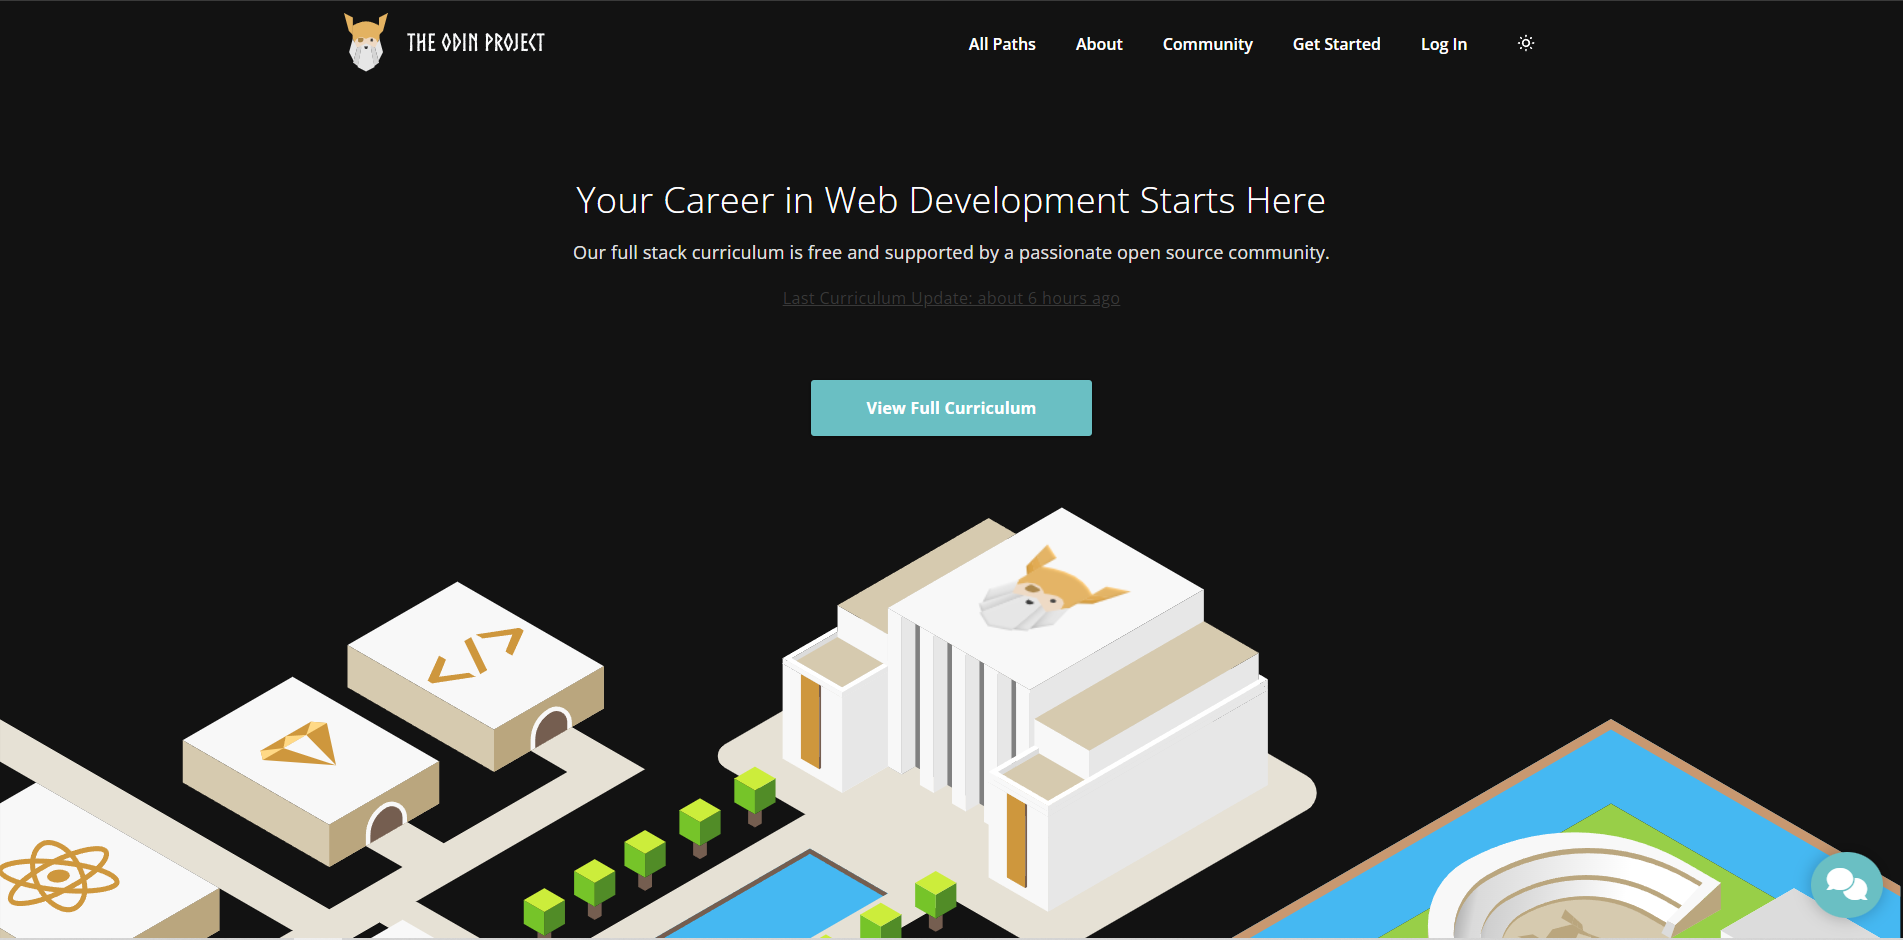 THE ODIN PROJECT
All Paths About Community Get Started Log In
Your Career in Web Development Starts Here
Our full stack curriculum is free and supported by a passionate open source community.
Last Curriculum Update: about 6 hours ago
View Full Curriculum
</>